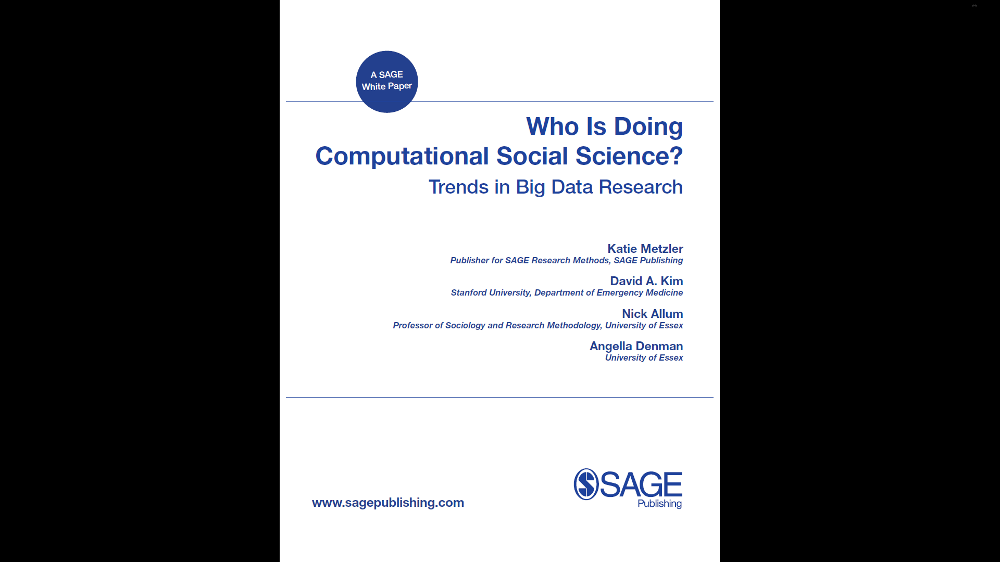 A SAGE
White Paper
Who Is Doing
Computational Social Science?
Trends in Big Data Research
Katie Metzler
Publisher for SAGE Research Methods, SAGE Publishing
David A. Kim
Stanford University, Department of Emergency Medicine
Nick Allum
Professor of Sociology and Research Methodology, University of Essex
Angella Denman
University of Essex
www.sagepublishing.com
SAGE
Publishing